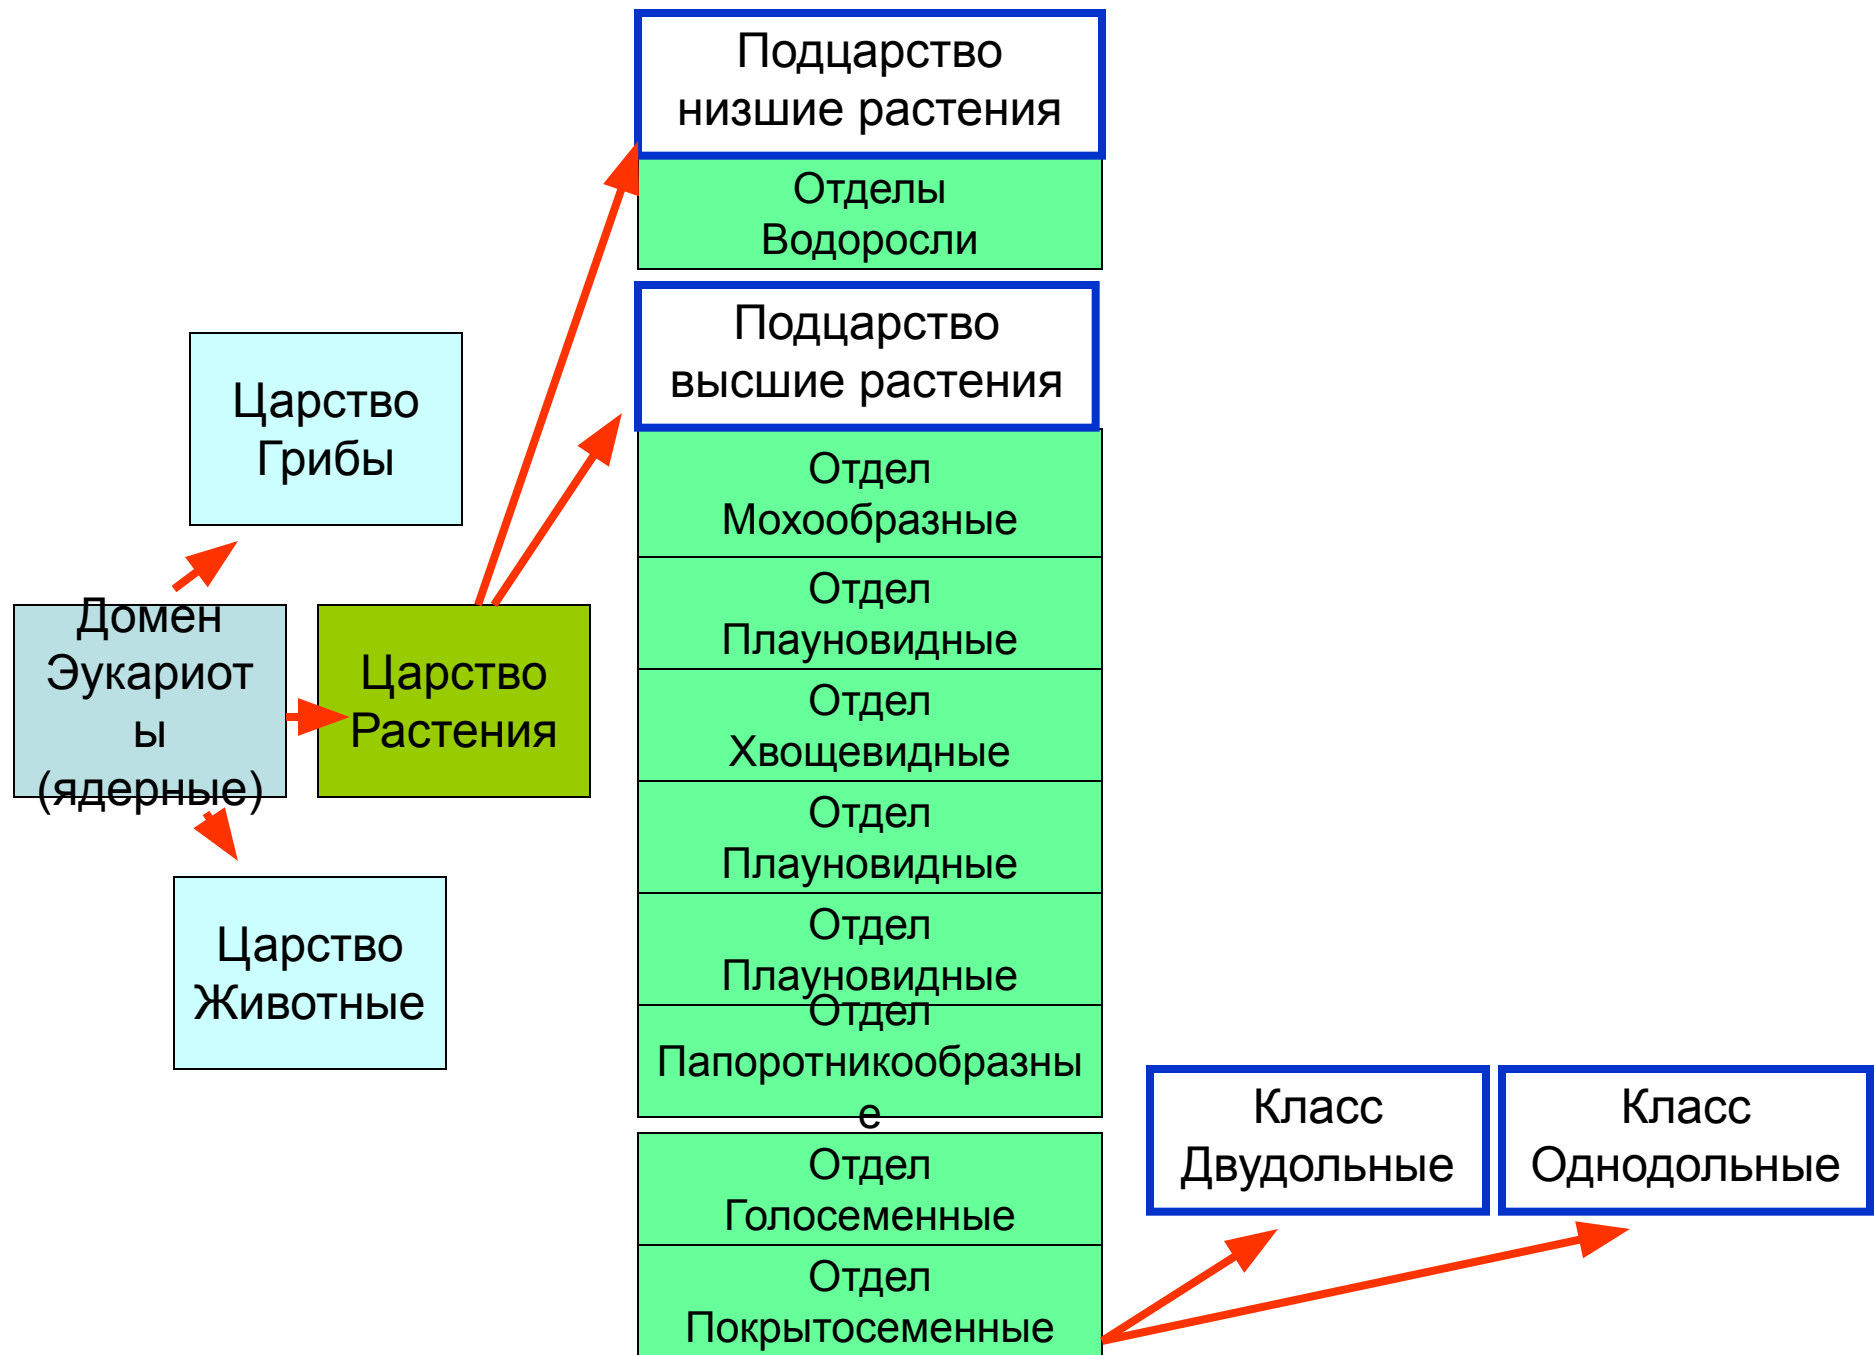 Подцарство
низшие растения
Отделы
Водоросли
Подцарство
высшие растения
Царство
Грибы
Отдел
Мохообразные
Отдел
Плауновидные
Домен
Эукариот
ы
(ядерные)
Царство
Растения
Отдел
Хвощевидные
Отдел
Плауновидные
Отдел
Плауновидные
Царство
Животные
Отдел
Папоротникообразны
е
Класс
Двудольные
Класс
Однодольные
Отдел
Голосеменные
Отдел
Покрытосеменные